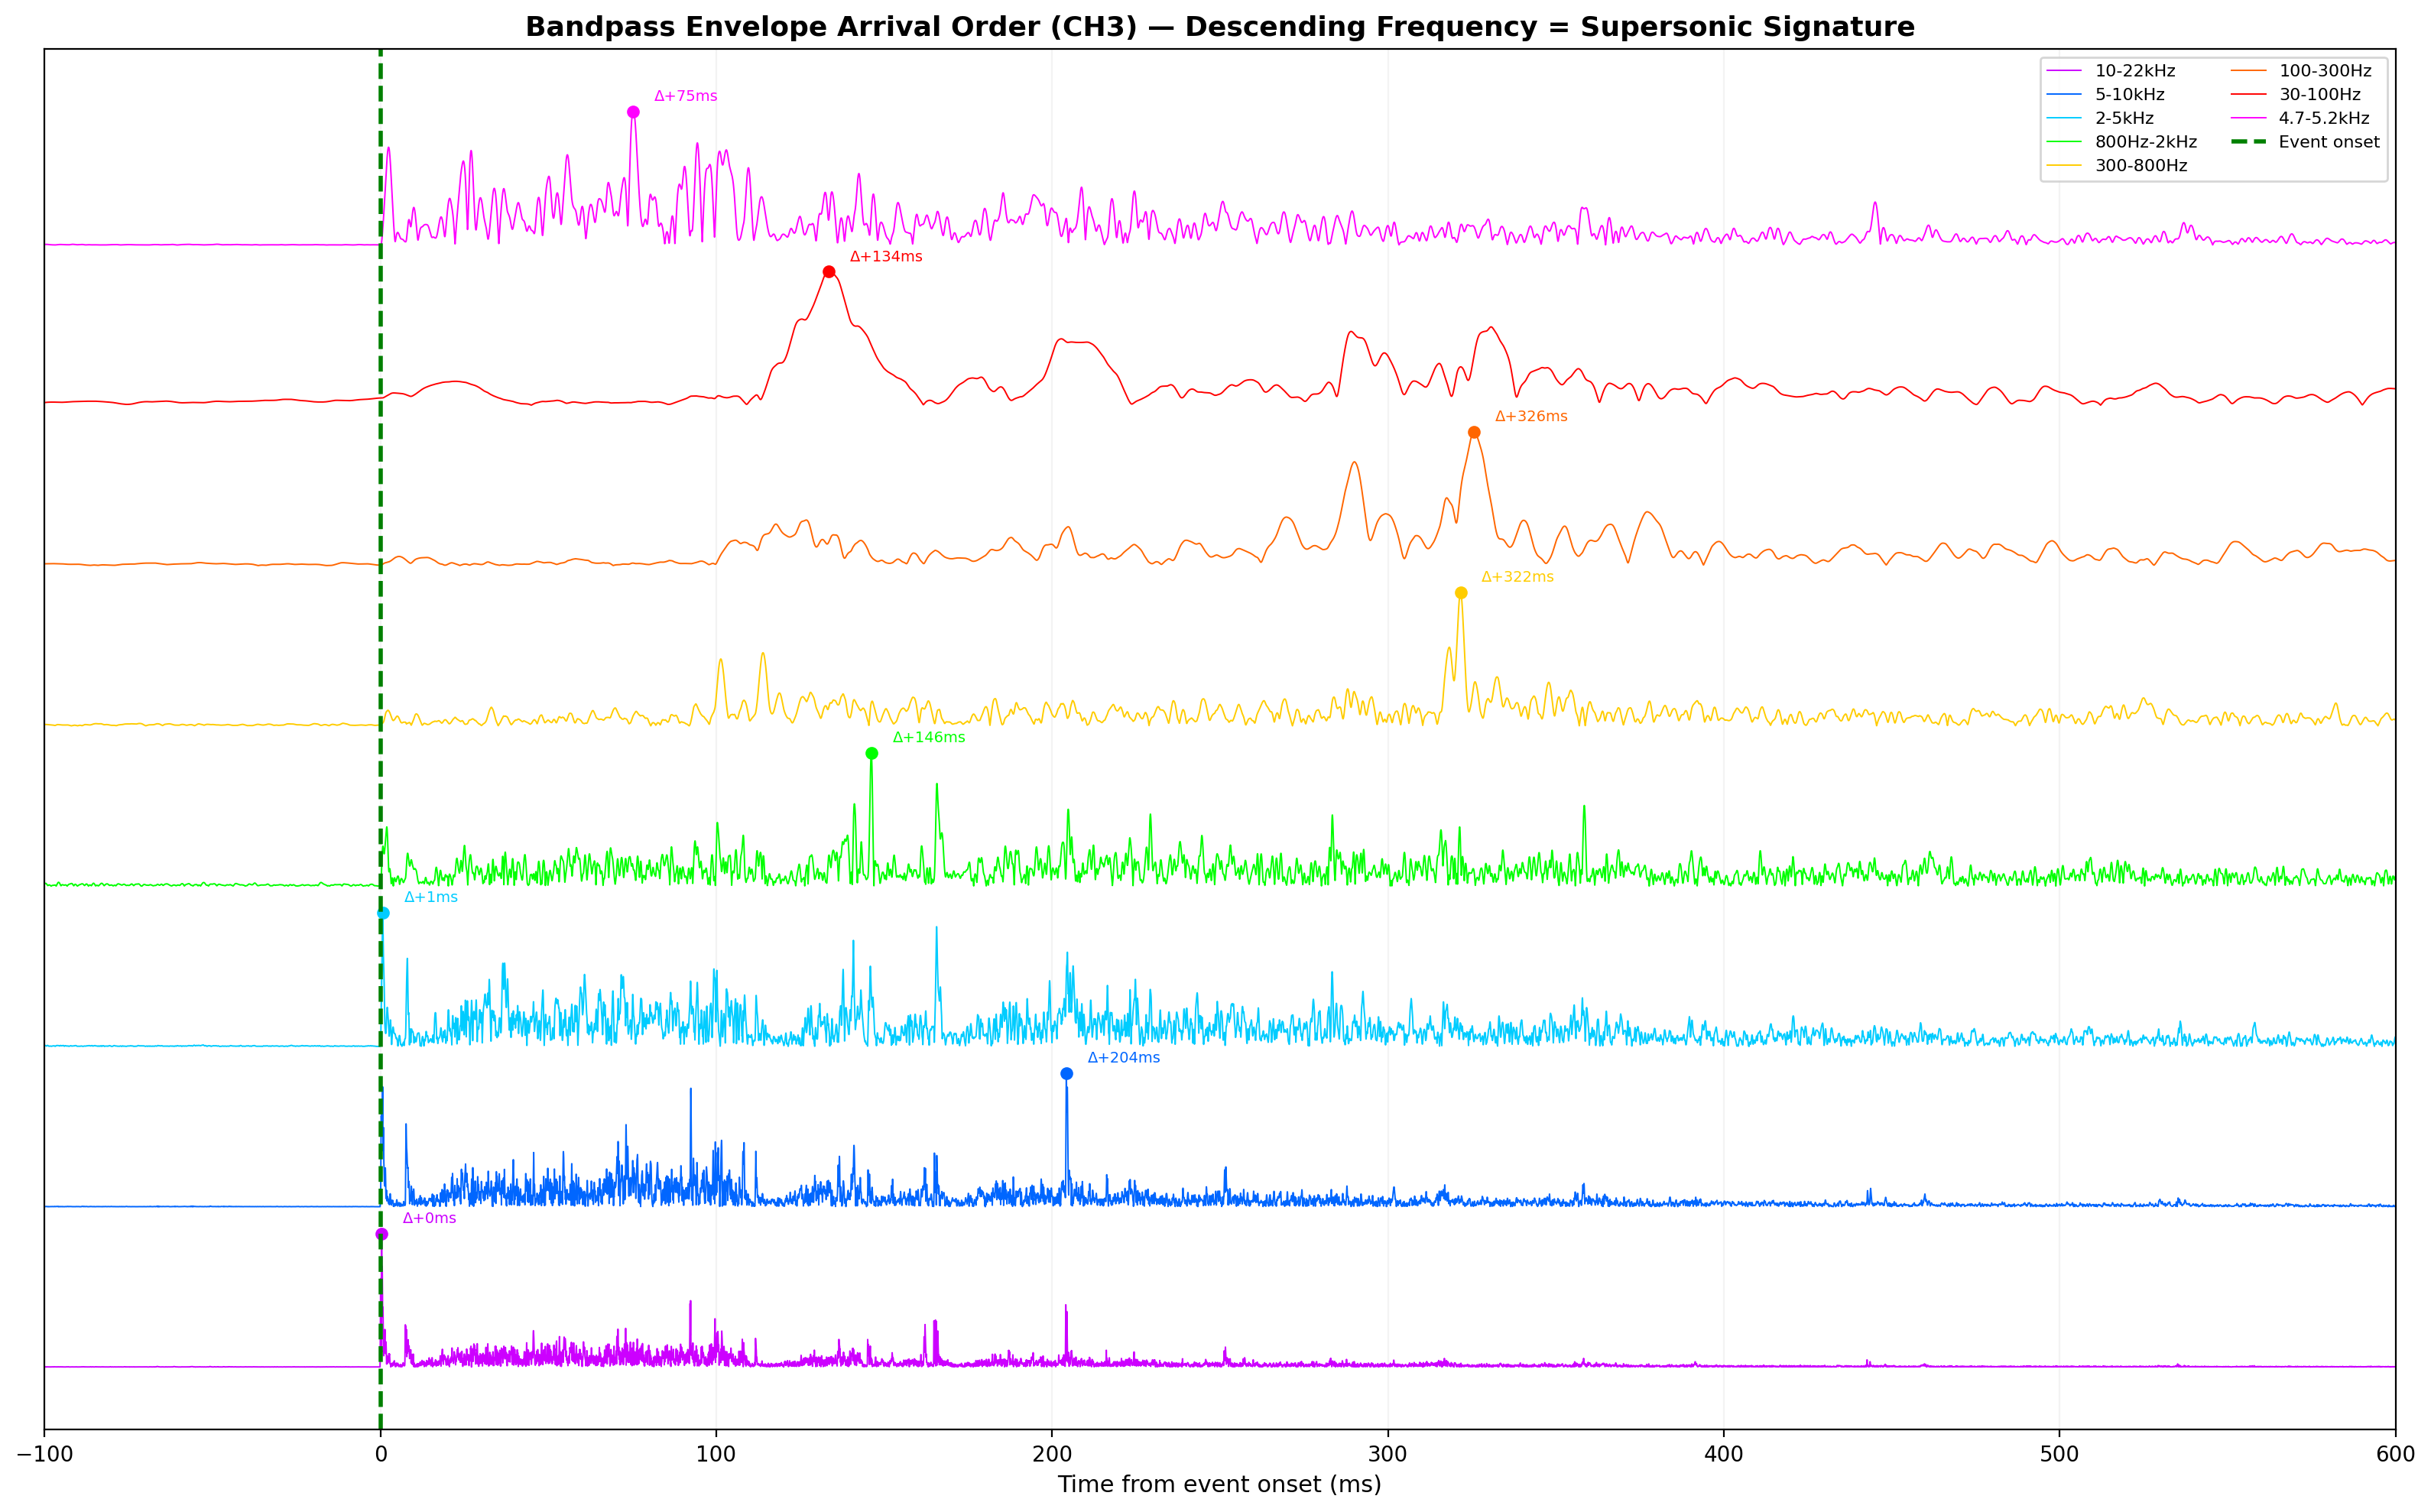 Bandpass Envelope Arrival Order (CH3) — Descending Frequency = Supersonic Signature
10-22kHz
5-10kHz
2-5kHz
800Hz-2kHz
300-800Hz
100-300Hz
30-100Hz
4.7-5.2kHz
Event onset
Δ+75ms
Δ+134ms
Δ+326ms
Δ+322ms
Δ+146ms
Δ+1ms
Δ+204ms
Δ+0ms
−100
0
100
200
300
400
500
600
Time from event onset (ms)